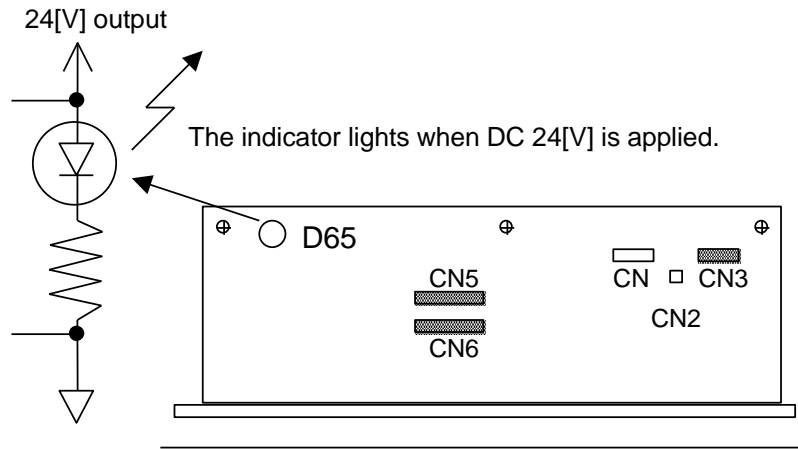 24[V] output
The indicator lights when DC 24[V] is applied.
D65
CN5
CN CN3
CN2
CN6